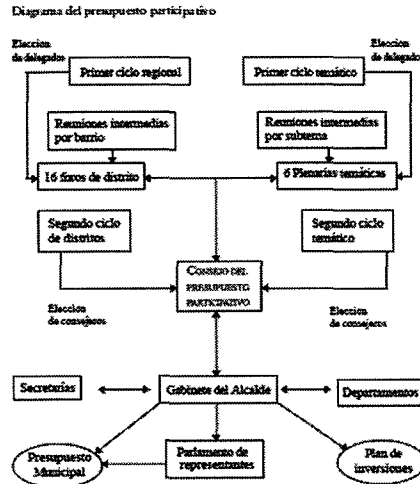 Diagrama del presupuesto participativo
Elección
de delegados
Elección
de delegados
Primer ciclo regional
Primer ciclo temático
Reuniones intermedias
por barrio
Reuniones intermedias
por subtema
16 foros de distrito
6 Plenarias temáticas
Segundo ciclo
de distritos
Segundo ciclo
temático
CONSEJO DEL
PRESUPUESTO
PARTICIPATIVO
Elección
de consejeros
Elección
de consejeros
Secretarías
Gabinete del Alcalde
Departamentos
Presupuesto
Municipal
Parlamento de
representantes
Plan de
inversiones